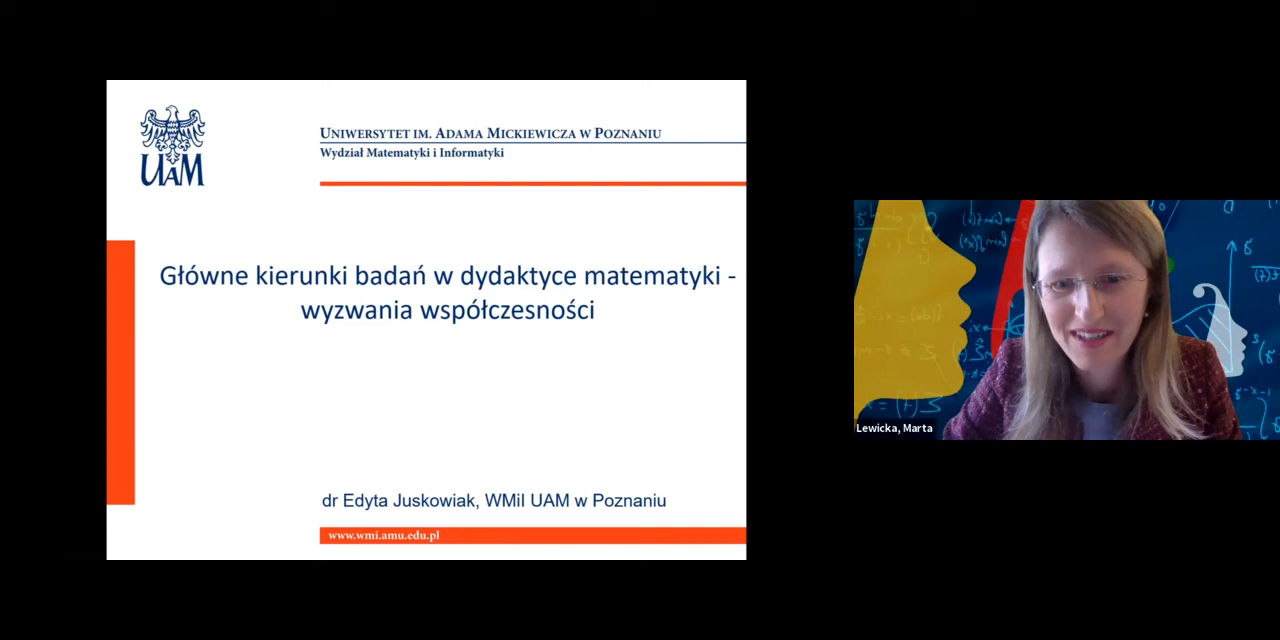 UAM
UNIWERSYTET IM. ADAMA MICKIEWICZA W POZNANIU
Wydział Matematyki i Informatyki
Główne kierunki badań w dydaktyce matematyki -
wyzwania współczesności
dr Edyta Juskowiak, WMiI UAM w Poznaniu
www.wmi.amu.edu.pl
Lewicka, Marta